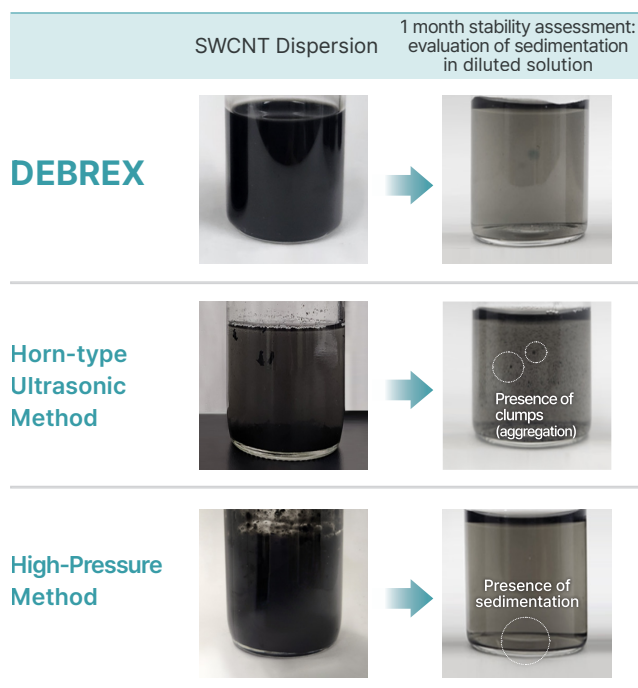 SWCNT Dispersion
1 month stability assessment:
evaluation of sedimentation
in diluted solution
DEBREX
Horn-type
Ultrasonic
Method
Presence of
clumps
(aggregation)
High-Pressure
Method
Presence of
sedimentation